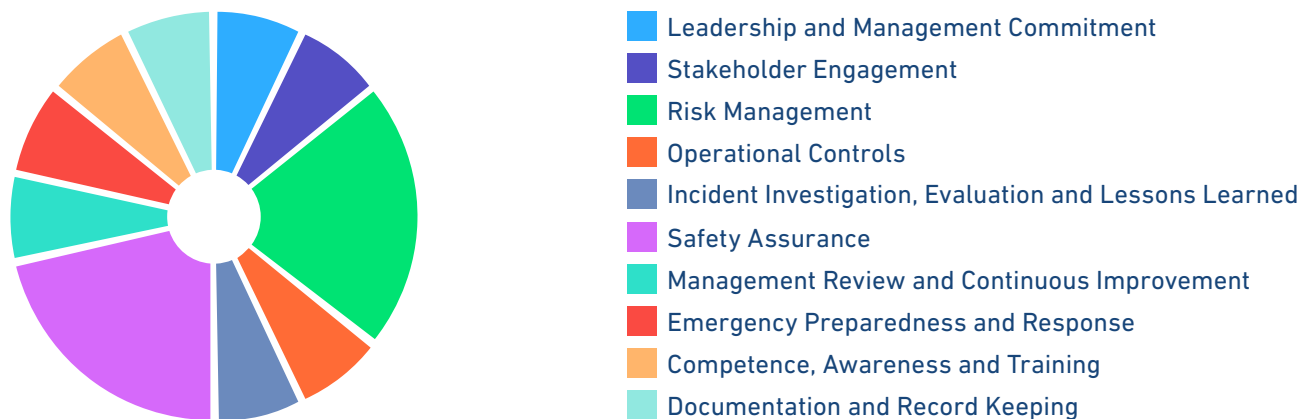 Leadership and Management Commitment
Stakeholder Engagement
Risk Management
Operational Controls
Incident Investigation, Evaluation and Lessons Learned
Safety Assurance
Management Review and Continuous Improvement
Emergency Preparedness and Response
Competence, Awareness and Training
Documentation and Record Keeping